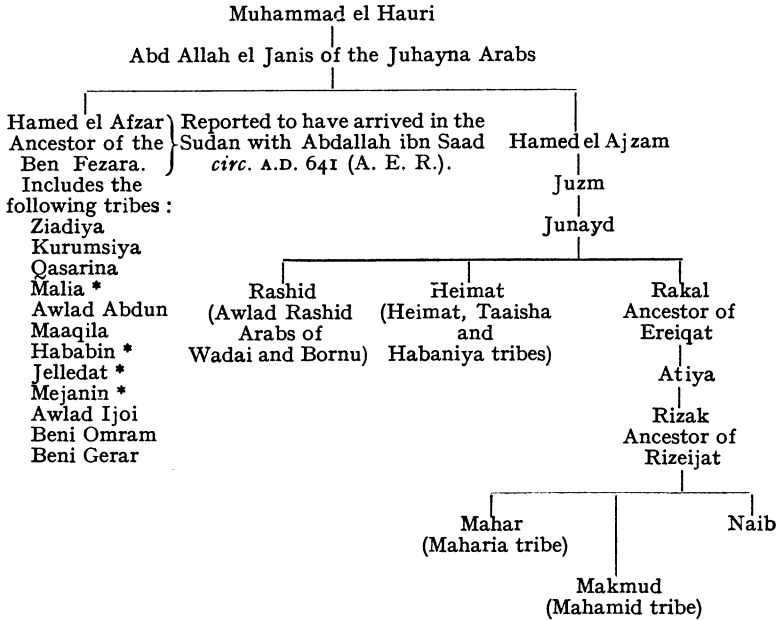 Muhammad el Hauri
Abd Allah el Janis of the Juhayna Arabs
Hamed el Afzar
Ancestor of the
Ben Fezara.
Includes the
following tribes :
Ziadiya
Kurumsiya
Qasarina
Malia *
Awlad Abdun
Maaqila
Hababin *
Jelledat *
Mejanin *
Awlad Ijoi
Beni Omram
Beni Gerar
Reported to have arrived in the
Sudan with Abdallah ibn Saad
circ. A.D. 641 (A. E. R.).
Hamed el Ajzam
Juzm
Junayd
Rashid
(Awlad Rashid
Arabs of
Wadai and Bornu)
Heimat
(Heimat, Taaisha
and
Habaniya tribes)
Rakal
Ancestor of
Ereiqat
Atiya
Rizak
Ancestor of
Rizeijat
Mahar
(Maharia tribe)
Makmud
(Mahamid tribe)
Naib